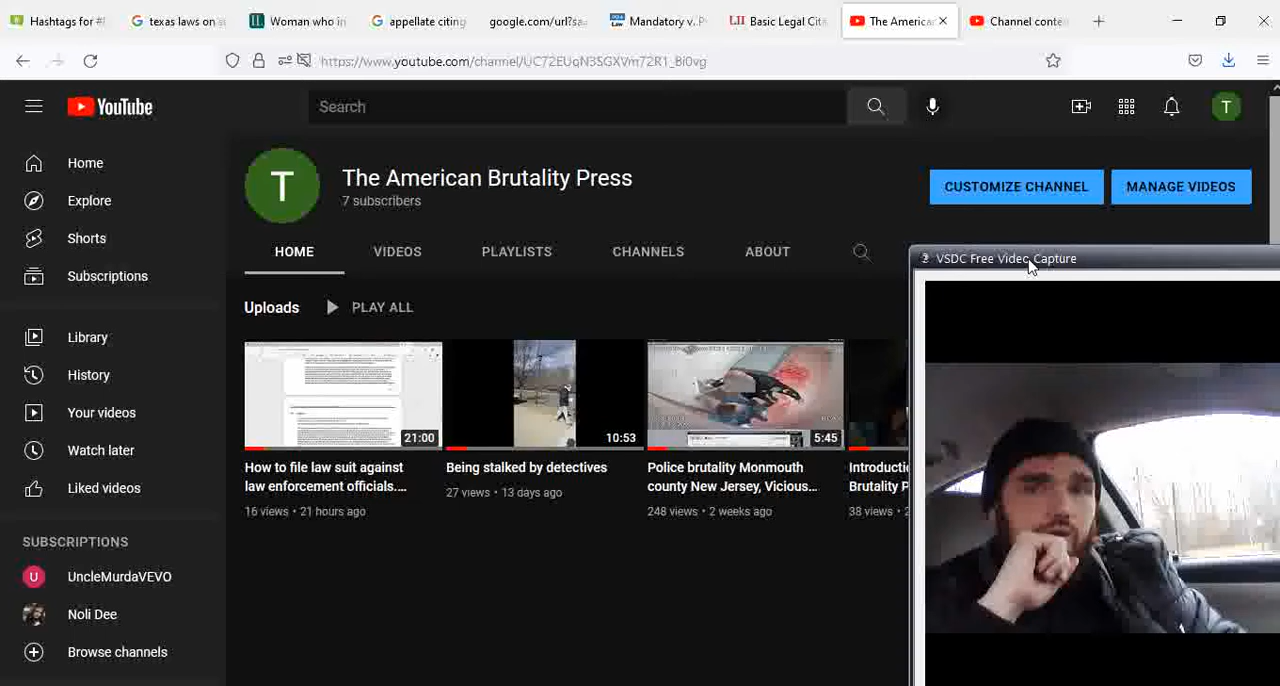 Hashtags for #
texas laws on
Woman who in
appellate citing
google.com/url?sa
Mandatory v. P
LII Basic Legal Cit
The America
Channel conte
https://www.youtube.com/channel/
YouTube
Search
T
Home
Explore
Shorts
Subscriptions
Library
History
Your videos
Watch later
Liked videos
SUBSCRIPTIONS
U UncleMurdaVEVO
Noli Dee
Browse channels
T
The American Brutality Press
7 subscribers
CUSTOMIZE CHANNEL
MANAGE VIDEOS
HOME
VIDEOS
PLAYLISTS
CHANNELS
ABOUT
Uploads
PLAY ALL
21:00
How to file law suit against
law enforcement officials....
16 views • 21 hours ago
10:53
Being stalked by detectives
27 views • 13 days ago
5:45
Police brutality Monmouth
county New Jersey, Vicious...
248 views • 2 weeks ago
Introductio
Brutality P
38 views • 2
VSDC Free Video Capture